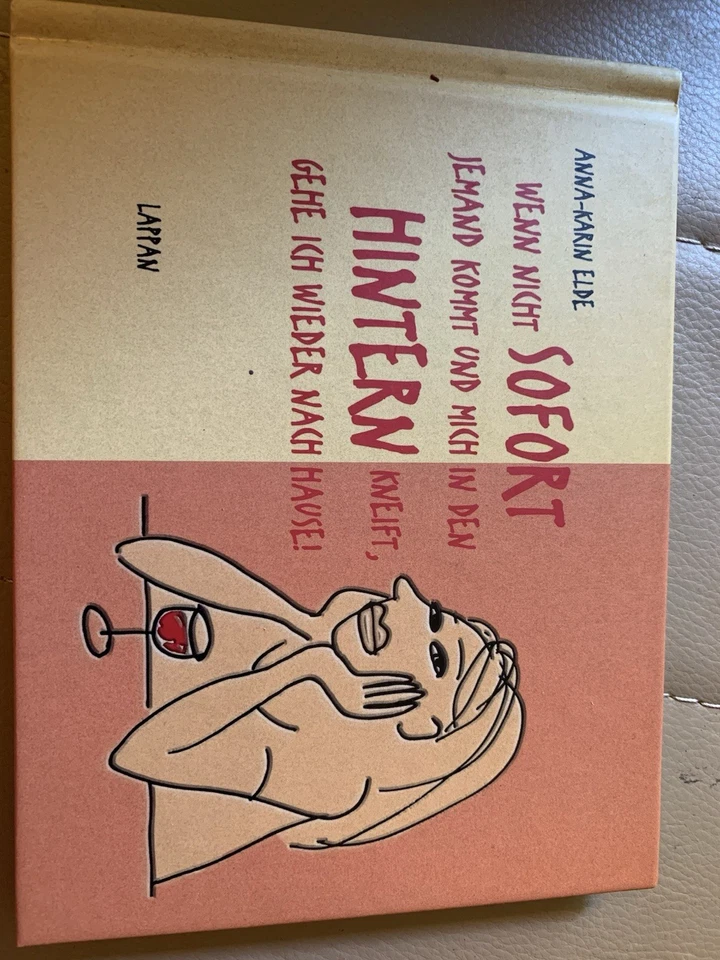 ANNA-KARIN ELDE
WENN NICHT SOFORT
JEMAND KOMMT UND MICH IN DEN
HINTERN KNEIFT,
GEHE ICH WIEDER NACH HAUSE!
LAPPAN